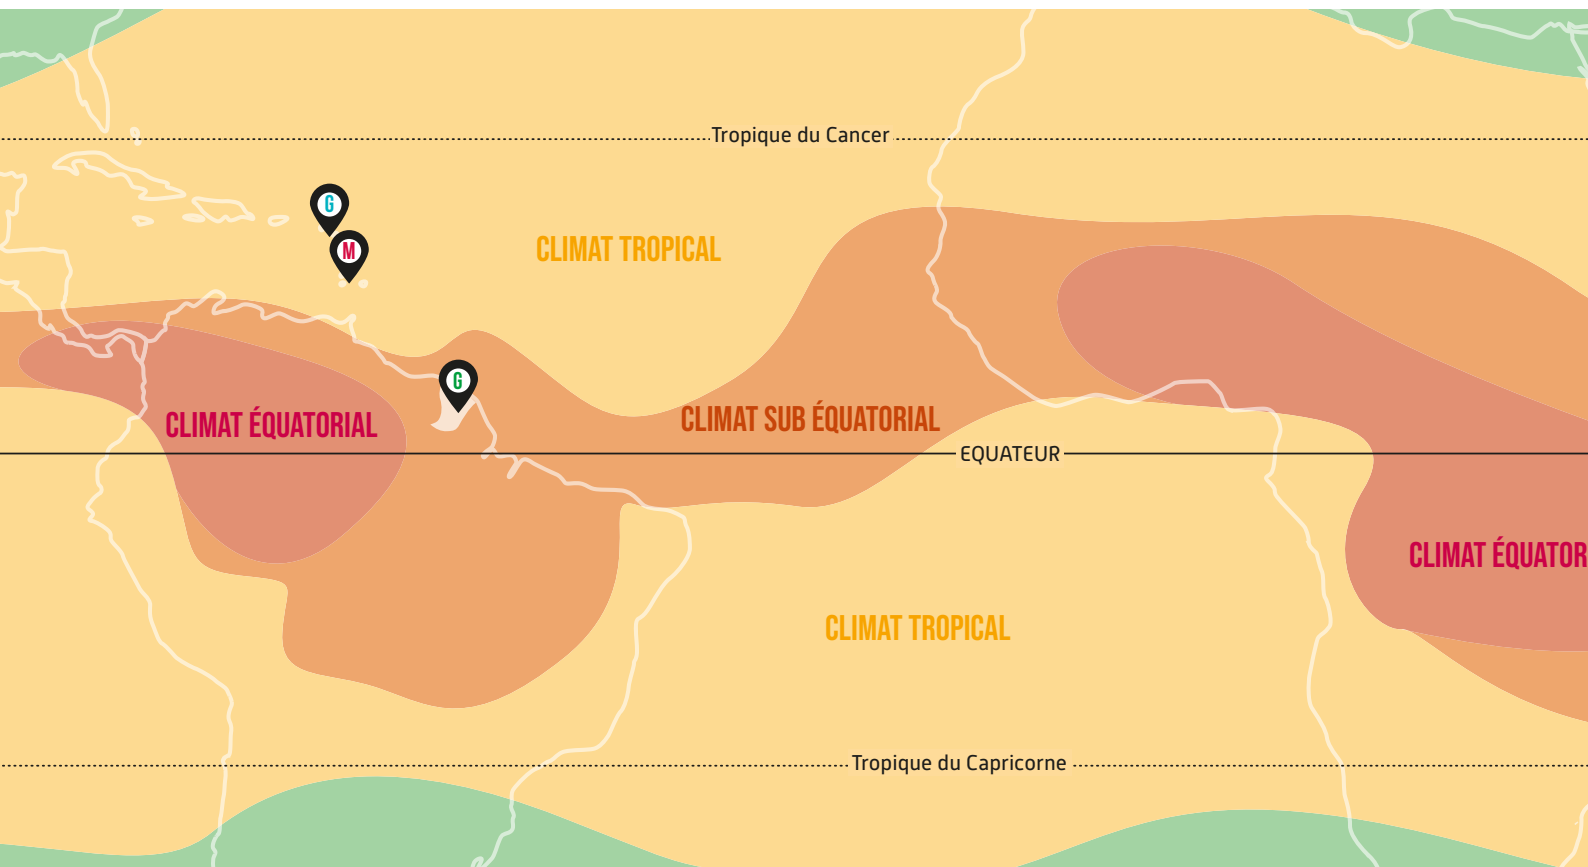 Tropique du Cancer
G
M
CLIMAT TROPICAL
G
CLIMAT ÉQUATORIAL
CLIMAT SUB ÉQUATORIAL
EQUATEUR
CLIMAT ÉQUATOR
CLIMAT TROPICAL
Tropique du Capricorne